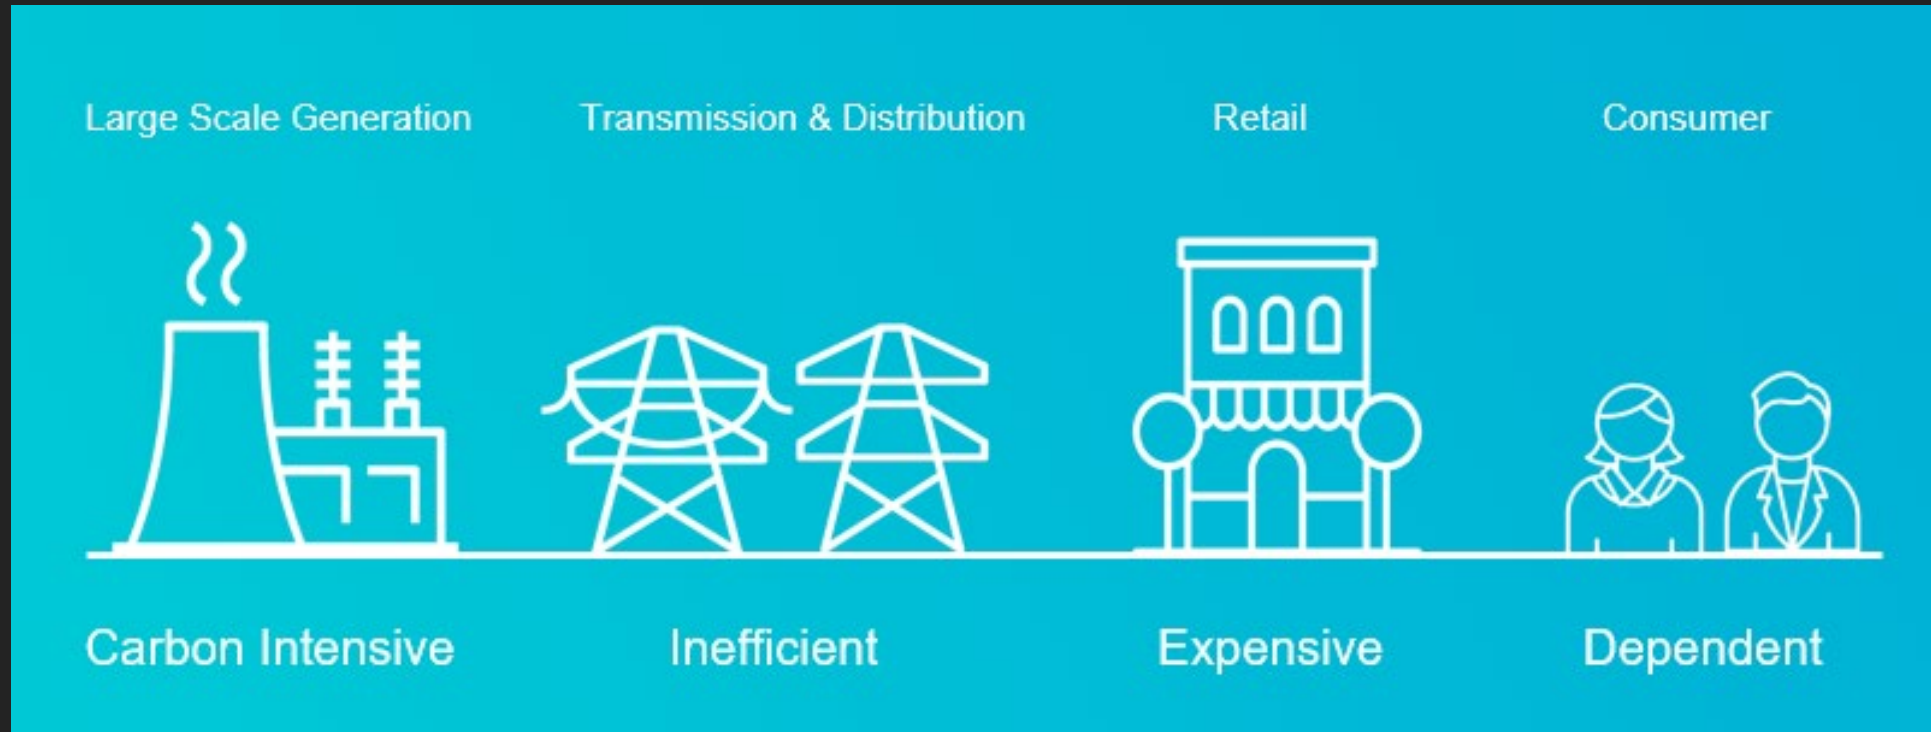 Large Scale Generation
Transmission & Distribution
Retail
Consumer
Carbon Intensive
Inefficient
Expensive
Dependent